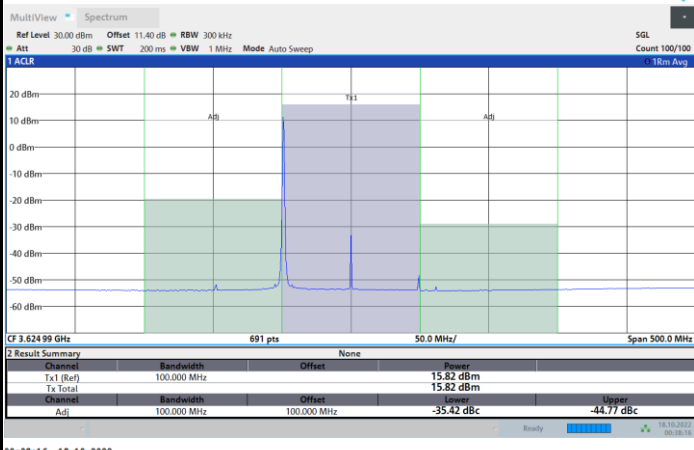 MultiView Spectrum
Ref Level 30.00 dBm Offset 11.40 dB RBW 300 kHz SGL
Att 30 dB SWT 200 ms VBW 1 MHz Mode Auto Sweep Count 100/100
1 ACLR 1Rm Avg
20 dBm
Tx1
10 dBm Adj Adj
0 dBm
-10 dBm
-20 dBm
-30 dBm
-40 dBm
-50 dBm
-60 dBm
CF 3.624 99 GHz 691 pts 50.0 MHz/ Span 500.0 MHz
2 Result Summary None
Channel Bandwidth Offset Power
Tx1 (Ref) 100.000 MHz 15.82 dBm
Tx Total 15.82 dBm
Channel Bandwidth Offset Lower Upper
Adj 100.000 MHz 100.000 MHz -35.42 dBc -44.77 dBc
Ready 18.10.2022
00:38:16